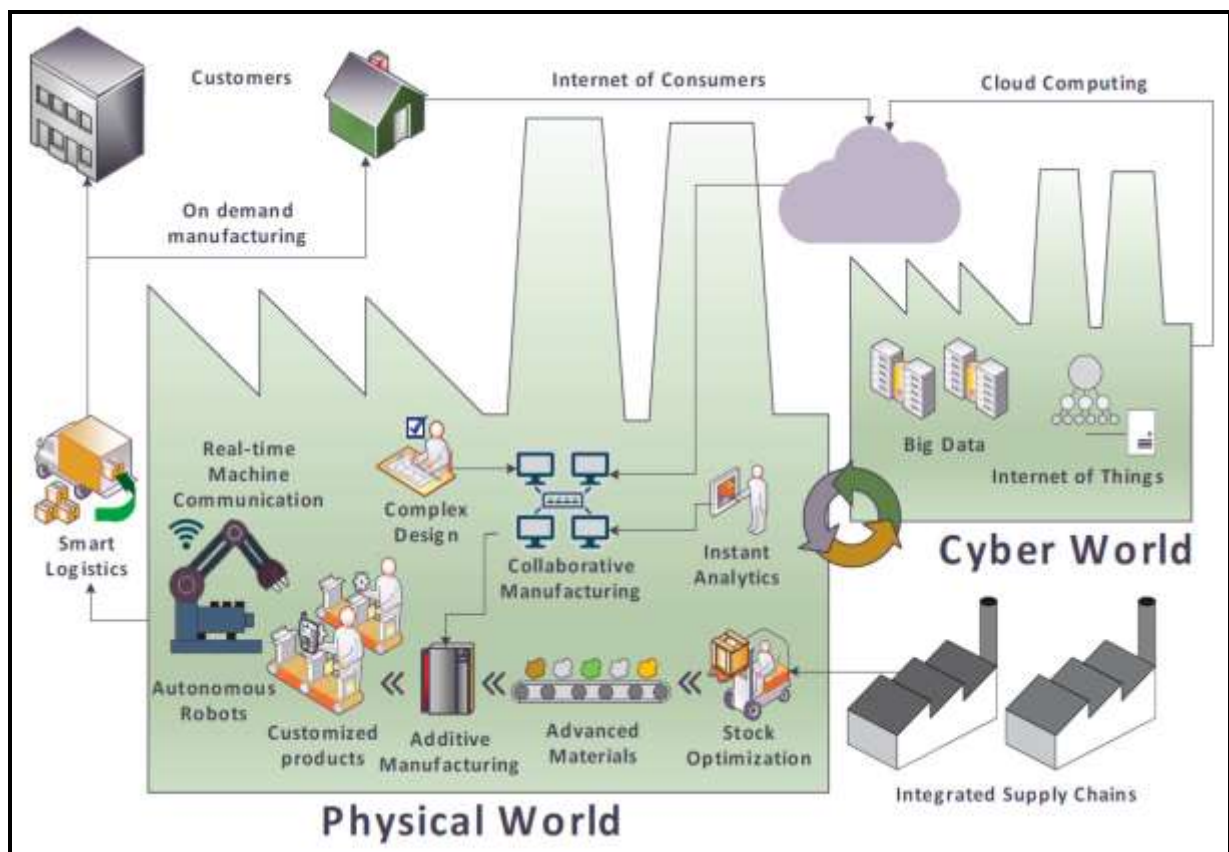 Customers
Internet of Consumers
Cloud Computing
On demand
manufacturing
Real-time
Machine
Communication
Complex
Design
Collaborative
Manufacturing
Instant
Analytics
Big Data
Internet of Things
Cyber World
Smart
Logistics
Autonomous
Robots
Customized
products
Additive
Manufacturing
Advanced
Materials
Stock
Optimization
Integrated Supply Chains
Physical World